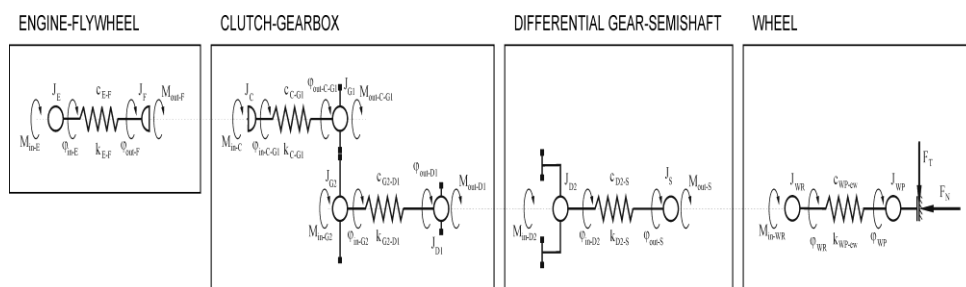 ENGINE-FLYWHEEL
J_E
c_E-F
J_F
M_out-F
M_in-E
φ_in-E
k_E-F
φ_out-F
CLUTCH-GEARBOX
J_C
c_C-G1
φ_out-C-G1
J_G1
M_out-C-G1
M_in-C
φ_in-C-G1
k_C-G1
J_G2
c_G2-D1
φ_out-D1
M_out-D1
M_in-G2
φ_in-G2
k_G2-D1
J_D1
DIFFERENTIAL GEAR-SEMISHAFT
J_D2
c_D2-S
J_S
M_out-S
M_in-D2
φ_in-D2
k_D2-S
φ_out-S
WHEEL
F_T
J_WR
c_WP-cw
J_WP
F_N
M_in-WR
φ_WR
k_WP-cw
φ_WP